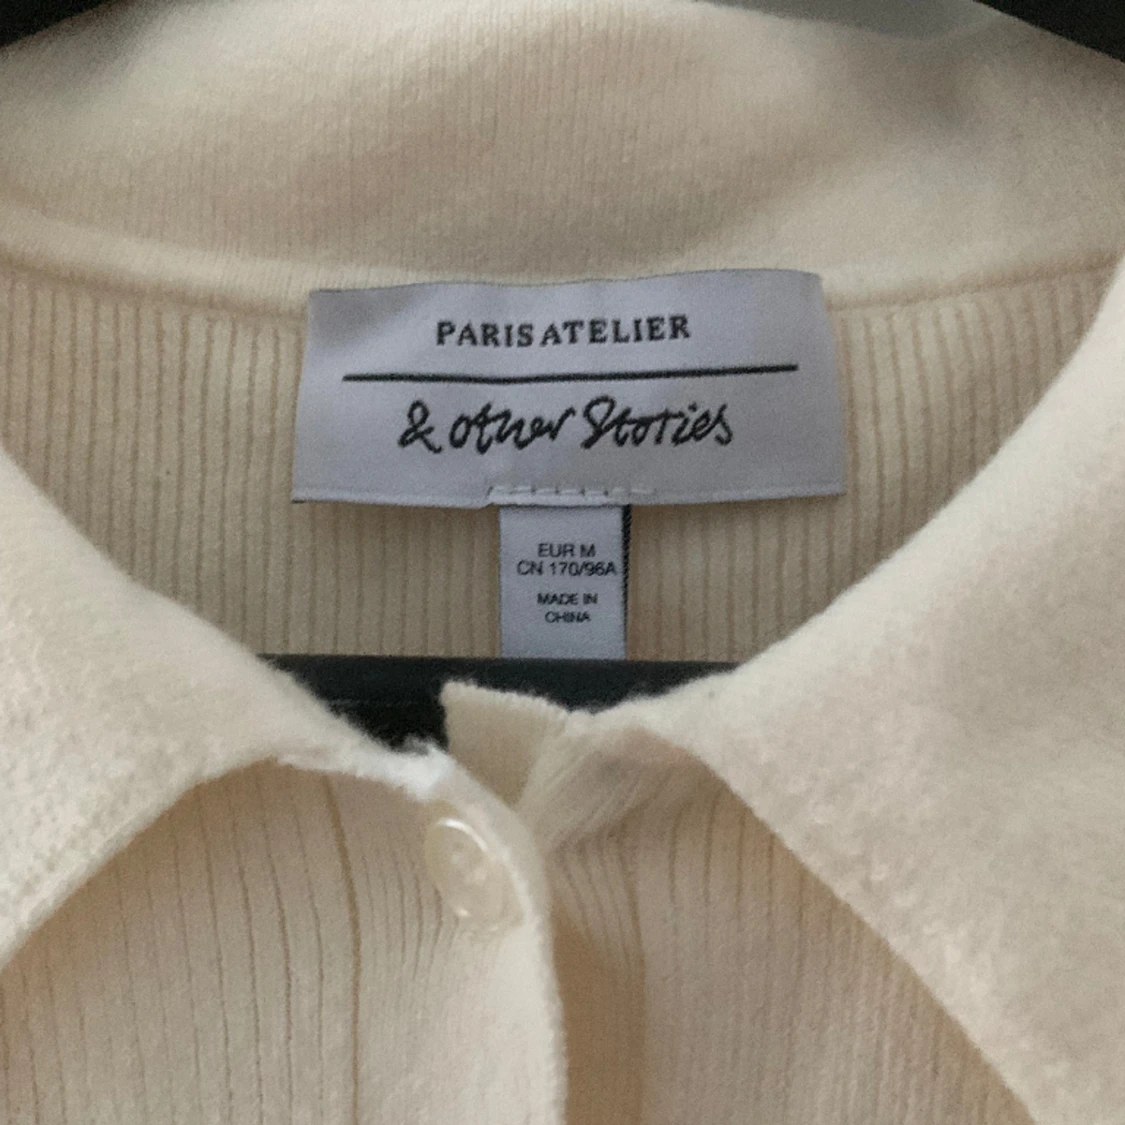 PARIS ATELIER
& other Stories
EUR M
CN 170/96A
MADE IN
CHINA